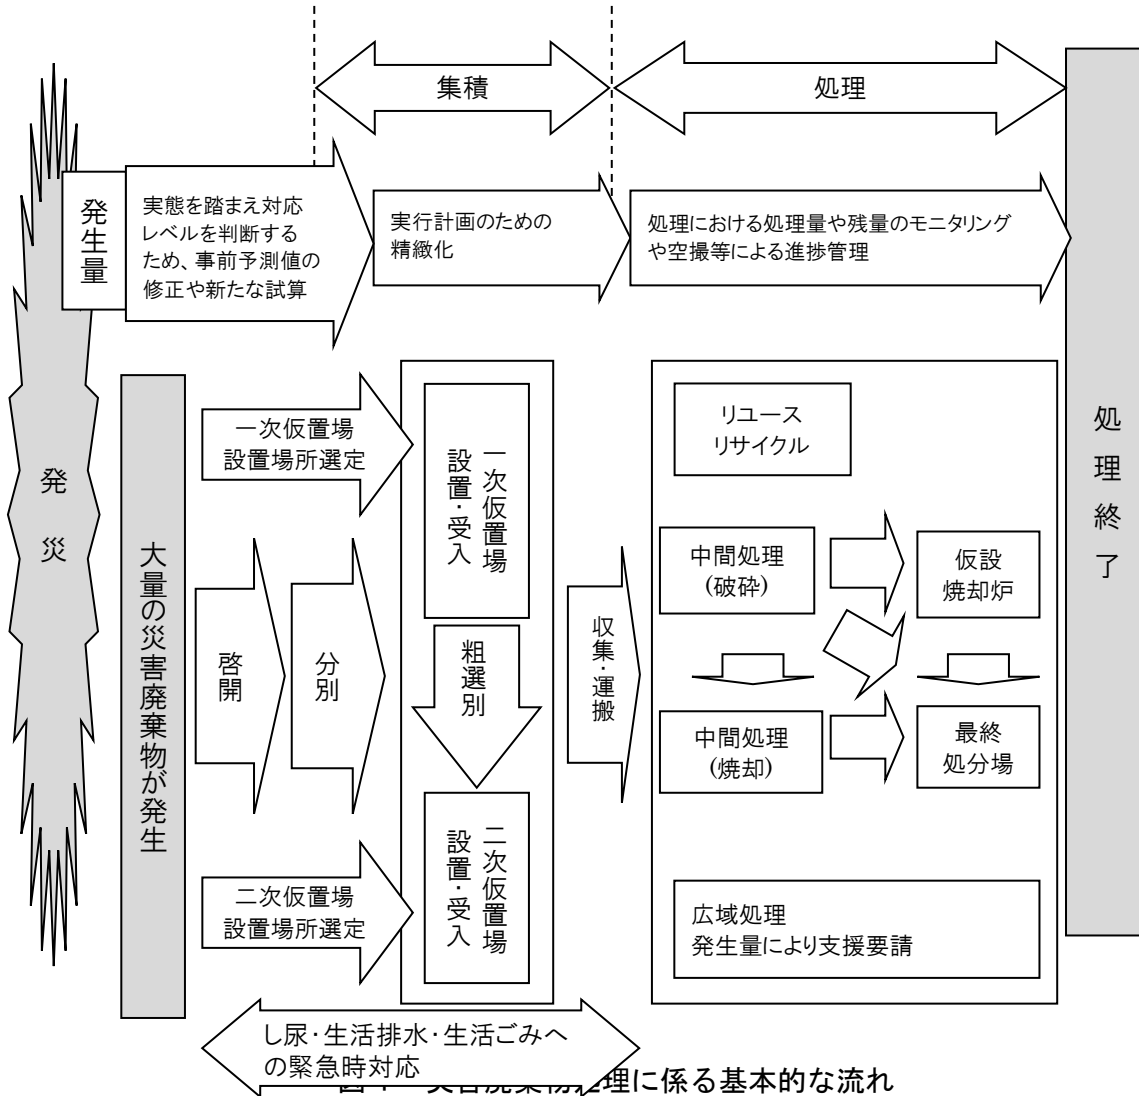 集積
処理
発生量
実態を踏まえ対応
レベルを判断する
ため、事前予測値の
修正や新たな試算
実行計画のための
精緻化
処理における処理量や残量のモニタリング
や空撮等による進捗管理
発災
大量の災害廃棄物が発生
一次仮置場
設置場所選定
啓開
分別
二次仮置場
設置場所選定
一次仮置場
設置・受入
粗選別
二次仮置場
設置・受入
収集・運搬
リユース
リサイクル
中間処理
(破砕)
仮設
焼却炉
中間処理
(焼却)
最終
処分場
広域処理
発生量により支援要請
処理終了
し尿・生活排水・生活ごみへ
の緊急時対応
理に係る基本的な流れ